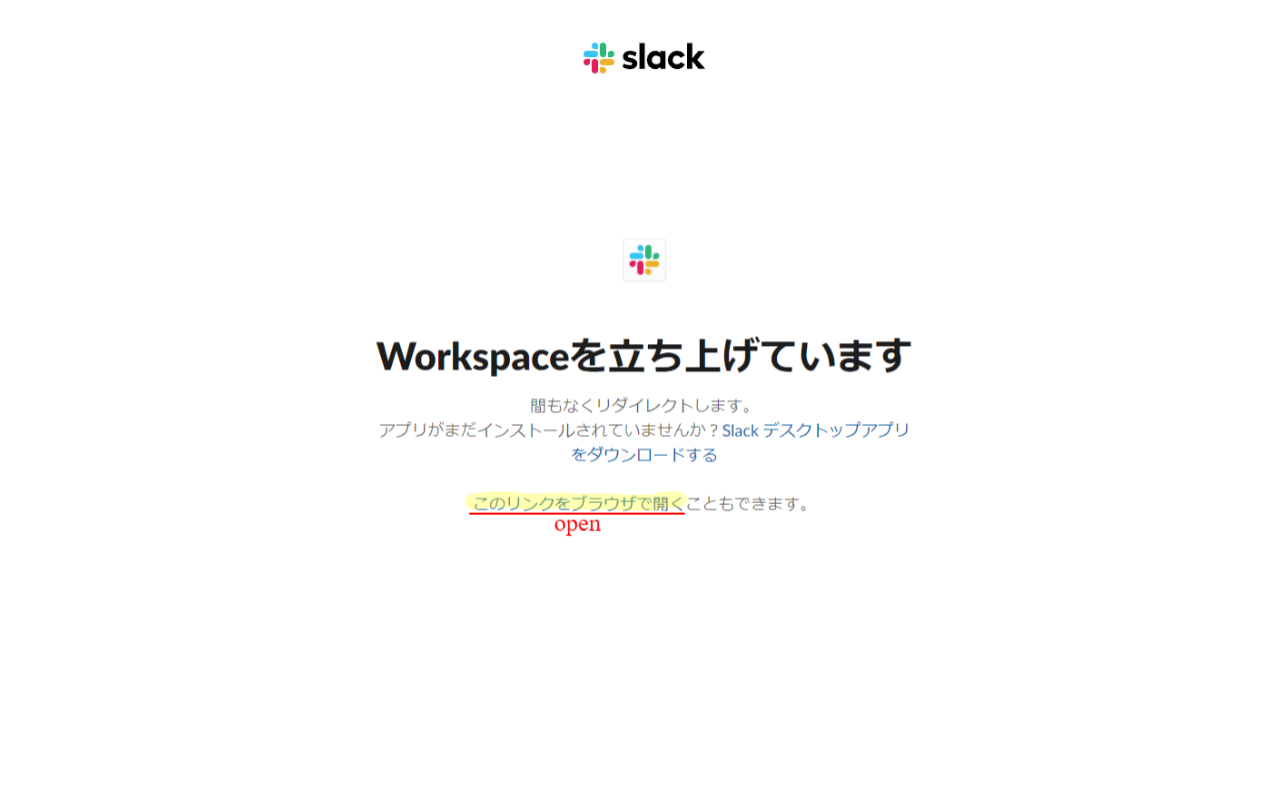 slack
Workspaceを立ち上げています
間もなくリダイレクトします。
アプリがまだインストールされていませんか？Slack デスクトップアプリ
をダウンロードする
このリンクをブラウザで開くこともできます。
open